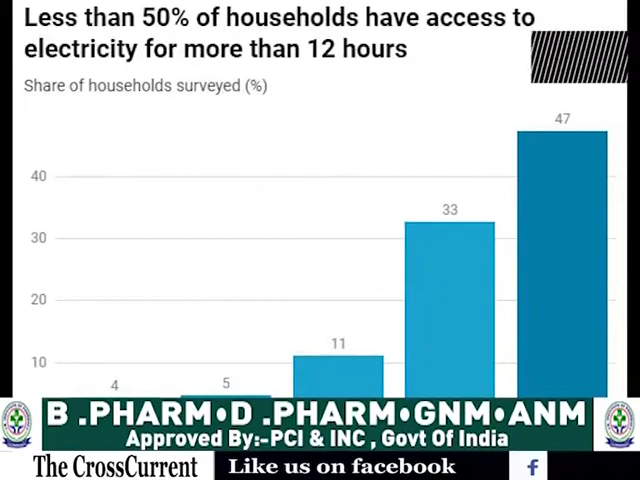 Less than 50% of households have access to
electricity for more than 12 hours
Share of households surveyed (%)
47
40
33
30
20
11
10
4
5
B .PHARM•D .PHARM•GNM•ANM
Approved By:-PCI & INC , Govt Of India
The CrossCurrent
Like us on facebook
f